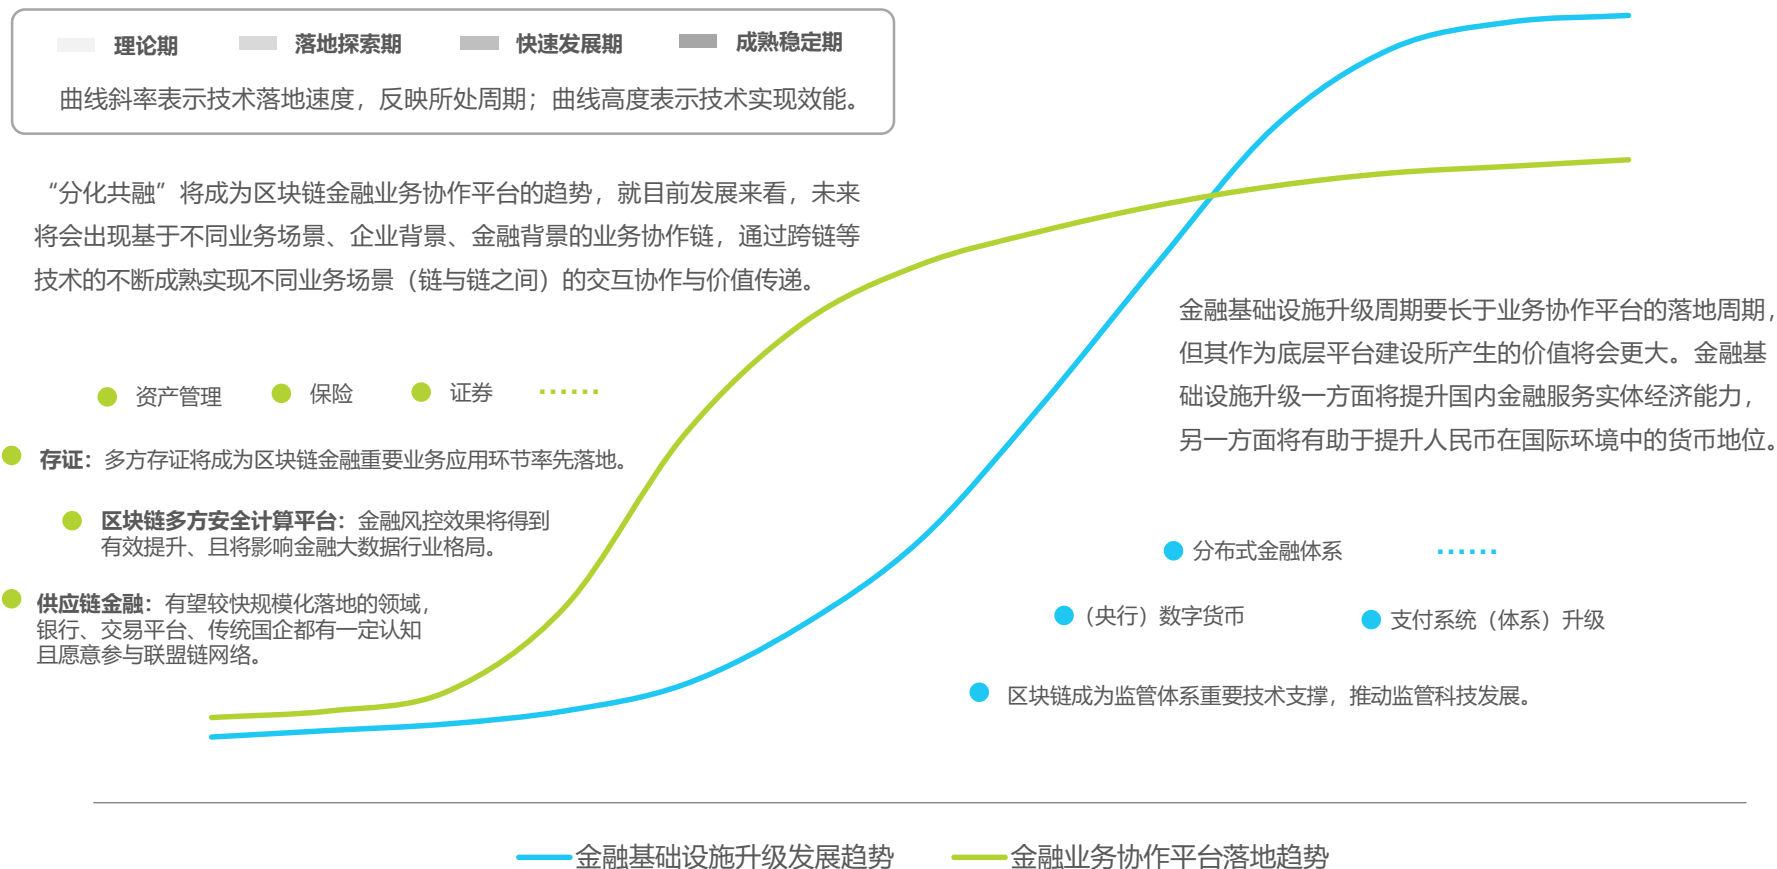 理论期 落地探索期 快速发展期 成熟稳定期
曲线斜率表示技术落地速度，反映所处周期；曲线高度表示技术实现效能。
“分化共融”将成为区块链金融业务协作平台的趋势，就目前发展来看，未来
将会出现基于不同业务场景、企业背景、金融背景的业务协作链，通过跨链等
技术的不断成熟实现不同业务场景（链与链之间）的交互协作与价值传递。
资产管理 保险 证券 ······
存证：多方存证将成为区块链金融重要业务应用环节率先落地。
区块链多方安全计算平台：金融风控效果将得到
有效提升、且将影响金融大数据行业格局。
供应链金融：有望较快规模化落地的领域，
银行、交易平台、传统国企都有一定认知
且愿意参与联盟链网络。
金融基础设施升级周期要长于业务协作平台的落地周期，
但其作为底层平台建设所产生的价值将会更大。金融基
础设施升级一方面将提升国内金融服务实体经济能力，
另一方面将有助于提升人民币在国际环境中的货币地位。
分布式金融体系 ······
（央行）数字货币 支付系统（体系）升级
区块链成为监管体系重要技术支撑，推动监管科技发展。
金融基础设施升级发展趋势 金融业务协作平台落地趋势